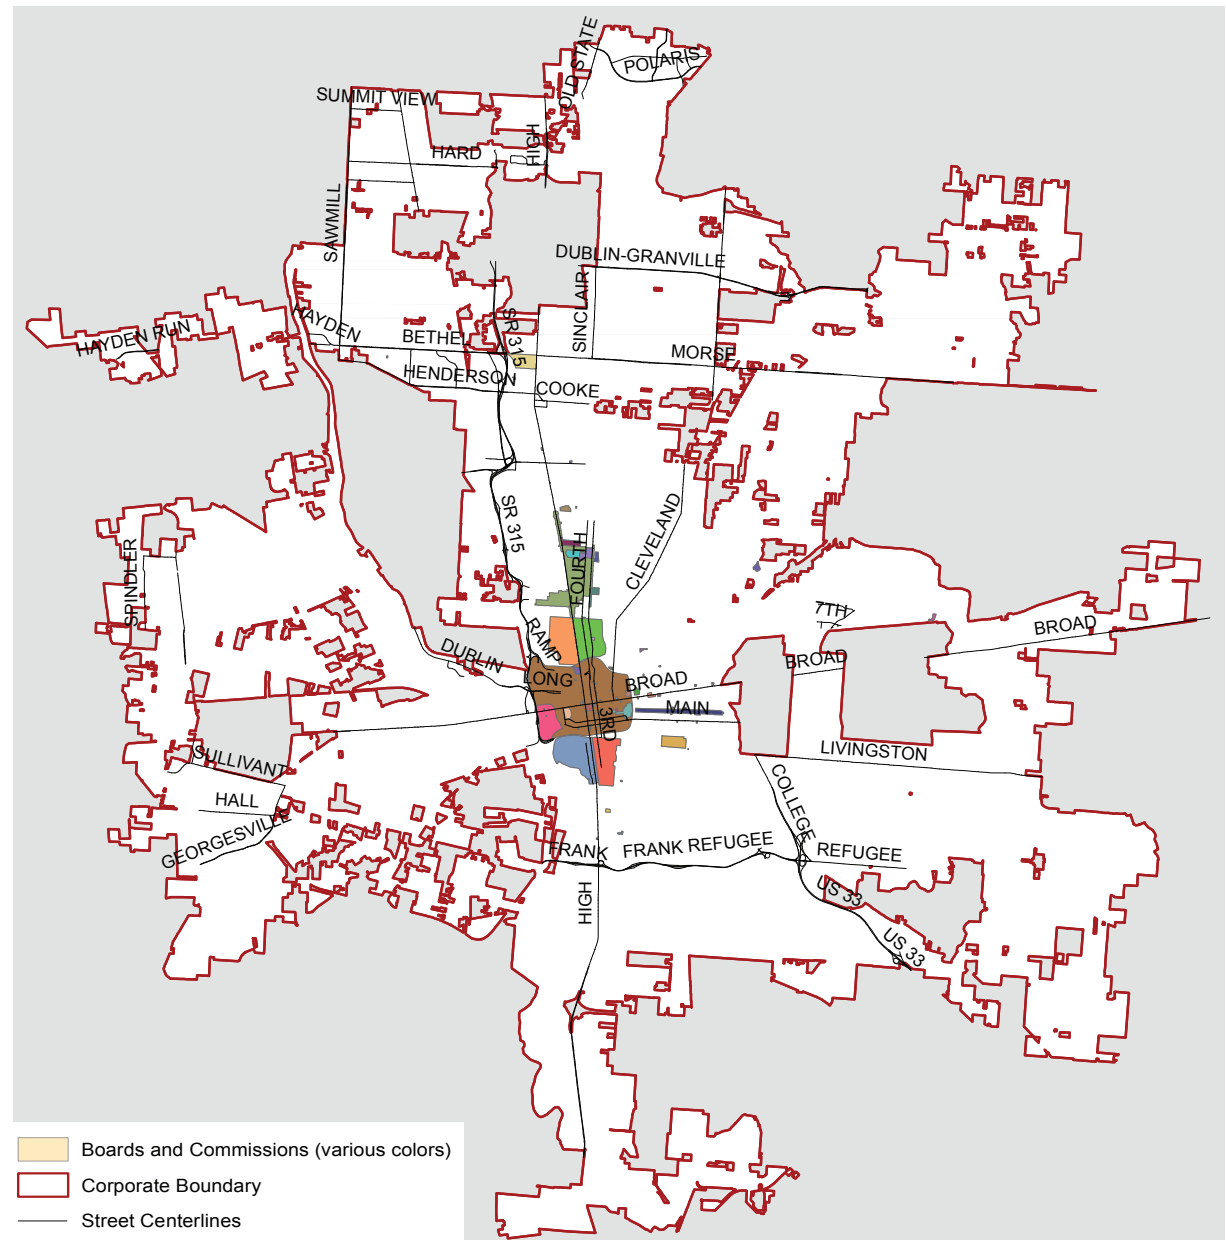 OLD STATE
POLARIS
SUMMIT VIEW
HIGH
HARD
SAWMILL
DUBLIN-GRANVILLE
SINCLAIR
HAYDEN
HAYDEN RUN
SR 315
BETHEL
MORSE
HENDERSON
COOKE
SR 315
CLEVELAND
FOURTH
SPINDLER
7TH
BROAD
RAMP
DUBLIN
LONG
BROAD
BROAD
MAIN
3RD
SULLIVANT
LIVINGSTON
HALL
COLLEGE
GEORGESVILLE
FRANK
FRANK REFUGEE
REFUGEE
US 33
HIGH
US 33
Boards and Commissions (various colors)
Corporate Boundary
Street Centerlines